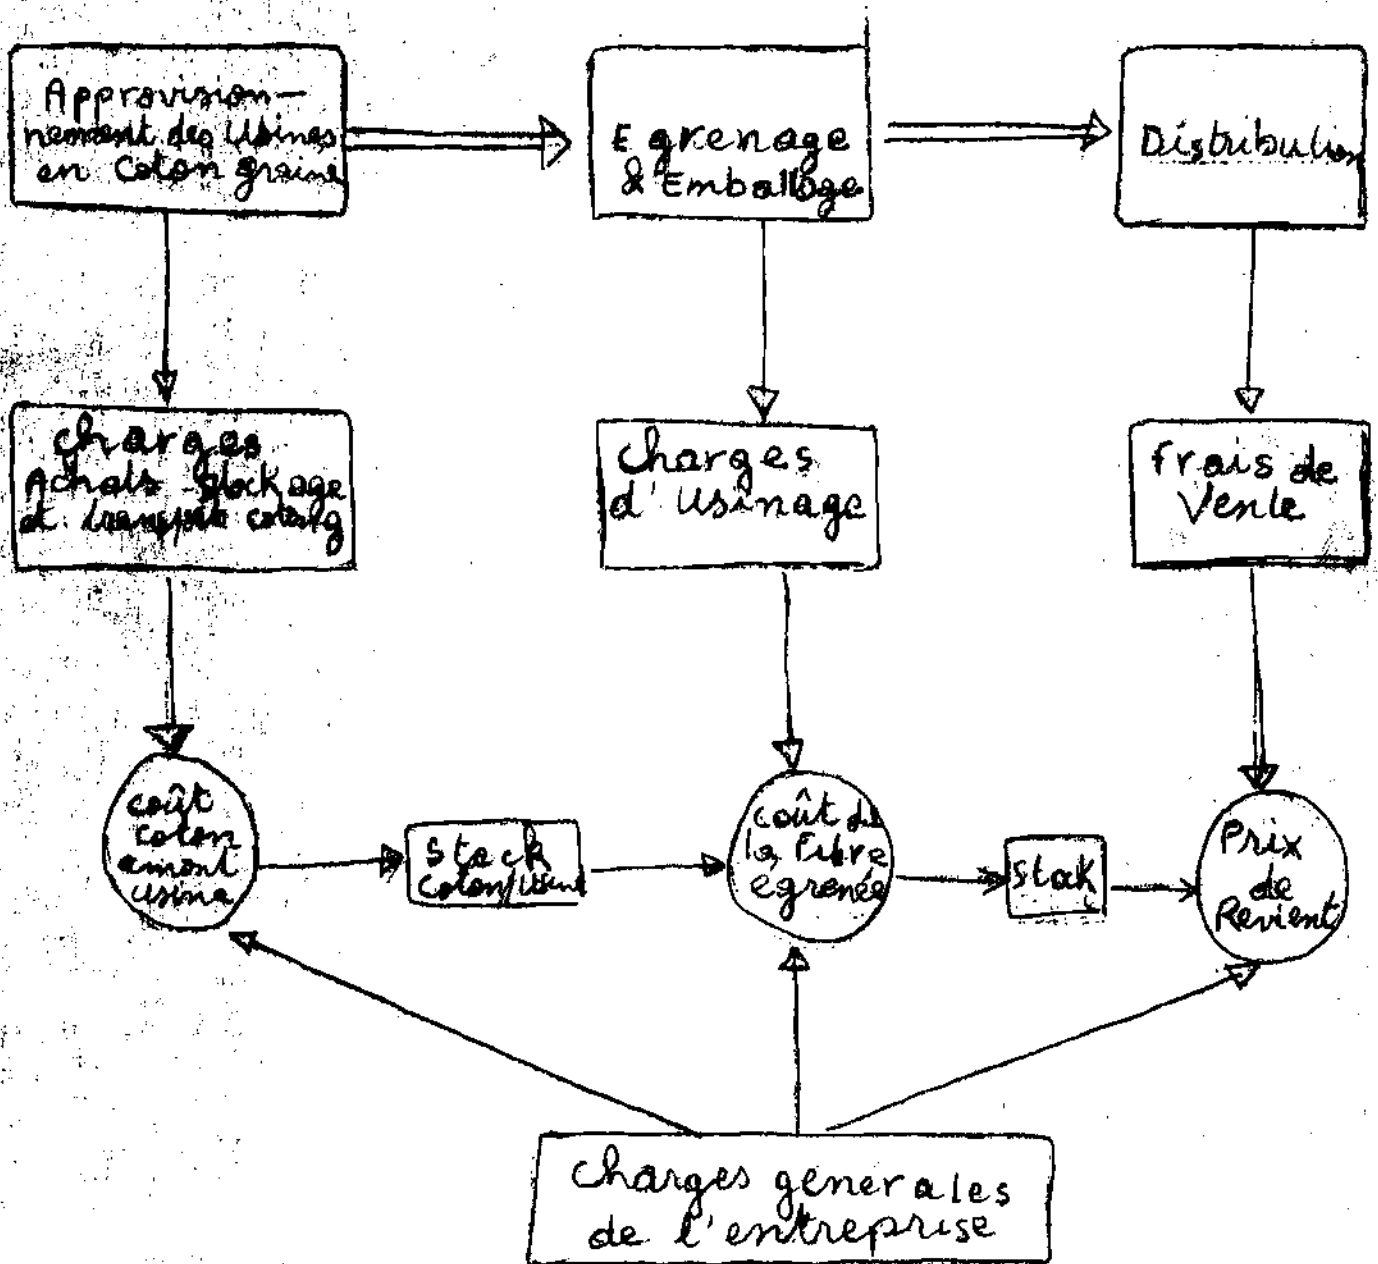 Approvision-
nement des Usines
en Coton graine
Egrenage
& Emballage
Distribution
Charges
Achats - Stockage
et transport coton g
Charges
d'Usinage
Frais de
Vente
coût
coton
amont
usine
Stock
Coton/Usine
coût de
la Fibre
égrenée
Stock
Prix
de
Revient
Charges generales
de l'entreprise